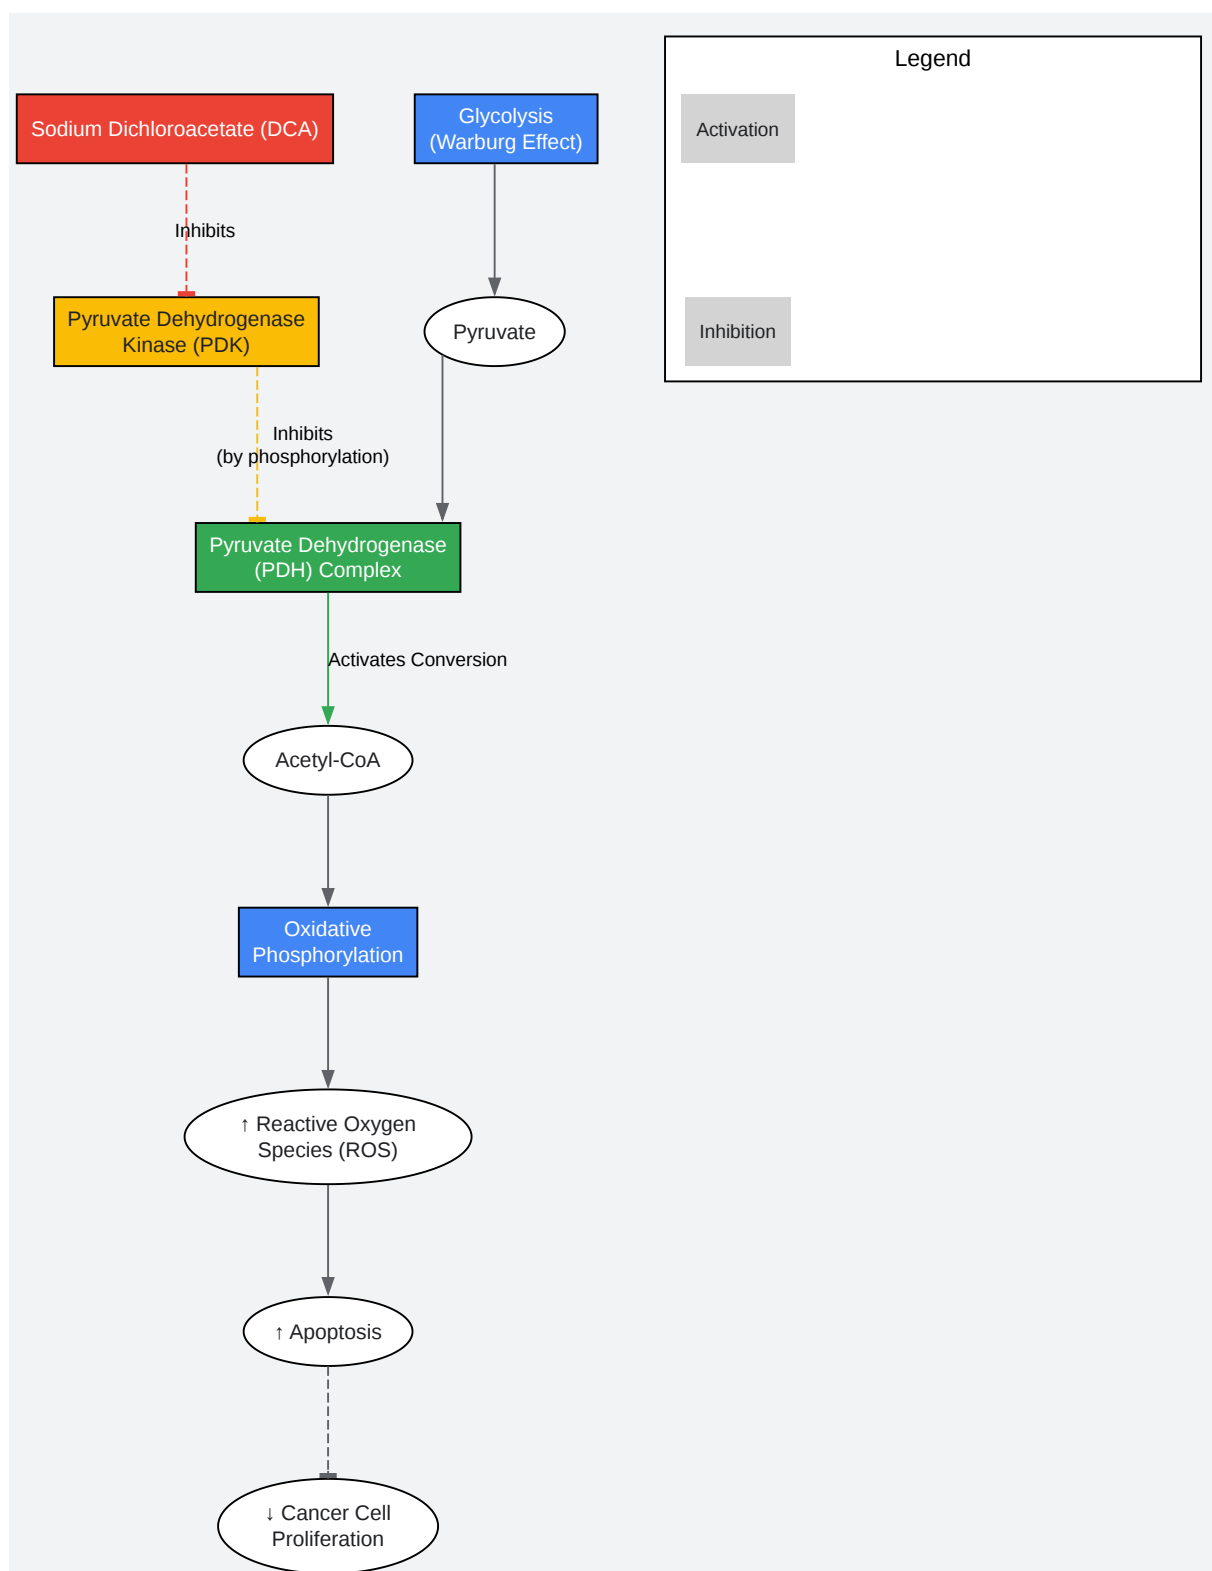 Legend
Sodium Dichloroacetate (DCA)
Glycolysis
(Warburg Effect)
Activation
Inhibits
Pyruvate Dehydrogenase
Kinase (PDK)
Pyruvate
Inhibition
Inhibits
(by phosphorylation)
Pyruvate Dehydrogenase
(PDH) Complex
Activates Conversion
Acetyl-CoA
Oxidative
Phosphorylation
↑ Reactive Oxygen
Species (ROS)
↑ Apoptosis
↓ Cancer Cell
Proliferation